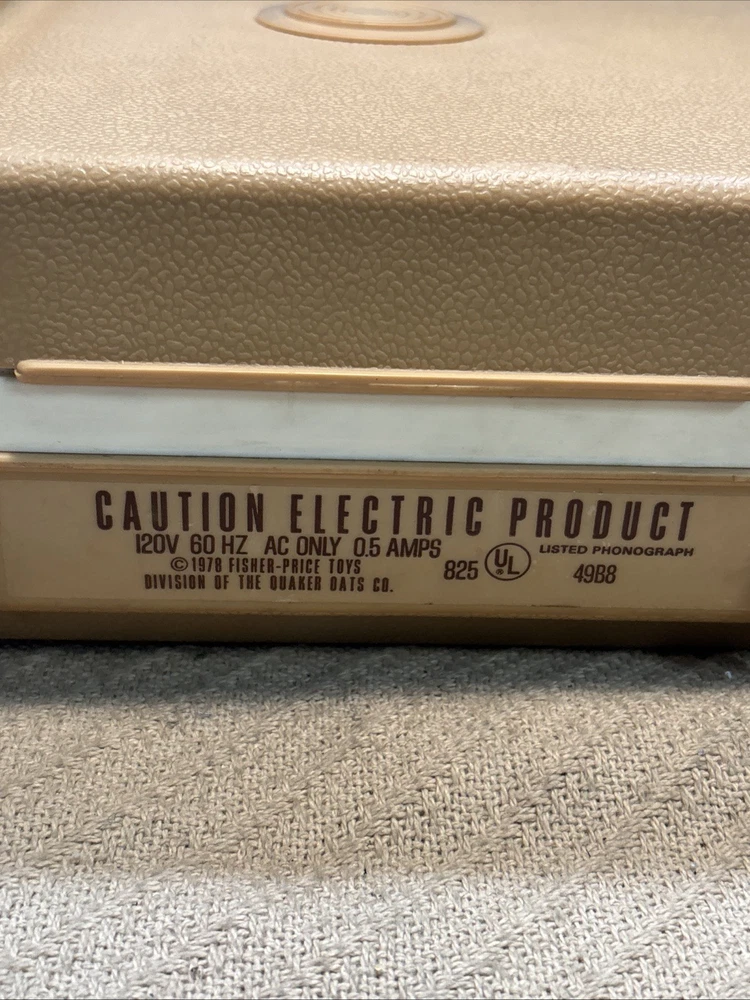 CAUTION ELECTRIC PRODUCT
120V 60 HZ AC ONLY 0.5 AMPS
©1978 FISHER-PRICE TOYS
DIVISION OF THE QUAKER OATS CO.
825 UL® LISTED PHONOGRAPH
49B8